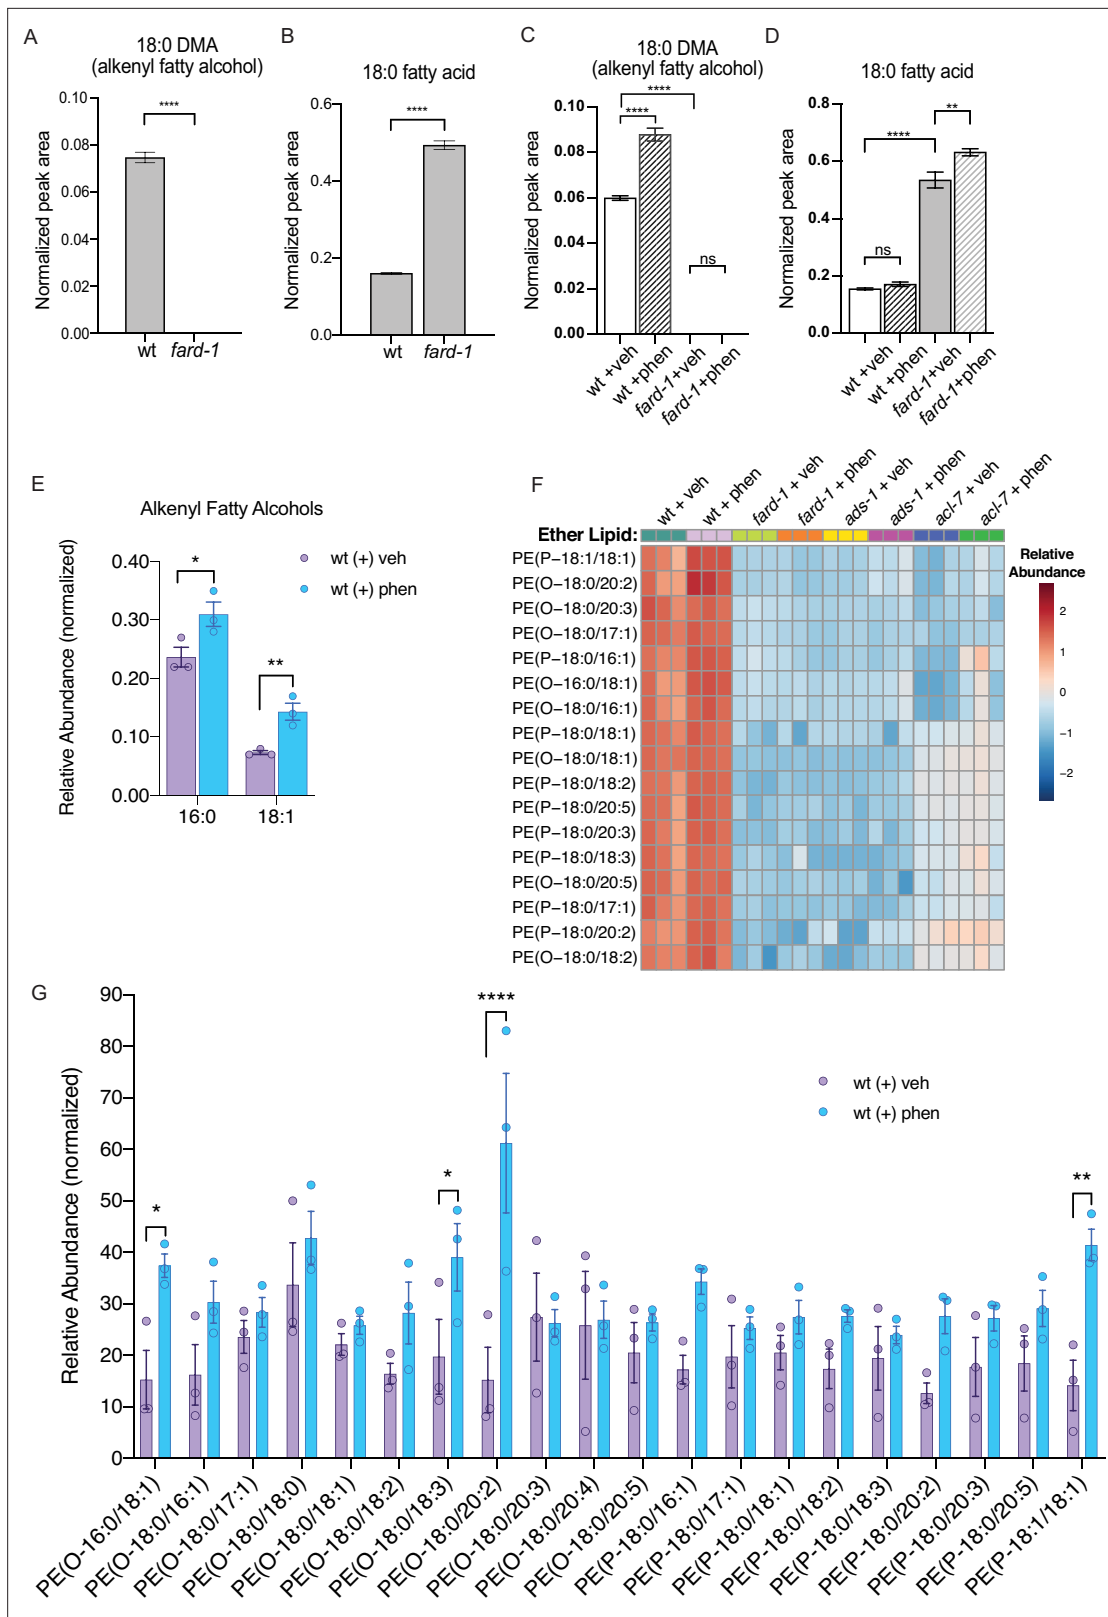 A
18:0 DMA
(alkenyl fatty alcohol)
Normalized peak area
0.10
0.08
0.06
0.04
0.02
0.00
****
wt
fard-1
B
18:0 fatty acid
Normalized peak area
0.6
0.4
0.2
0.0
****
wt
fard-1
C
18:0 DMA
(alkenyl fatty alcohol)
Normalized peak area
0.10
0.08
0.06
0.04
0.02
0.00
****
****
ns
wt +veh
wt +phen
fard-1+veh
fard-1+phen
D
18:0 fatty acid
Normalized peak area
0.8
0.6
0.4
0.2
0.0
**
****
ns
wt +veh
wt +phen
fard-1+veh
fard-1+phen
E
Alkenyl Fatty Alcohols
Relative Abundance (normalized)
0.40
0.30
0.20
0.10
0.00
*
**
wt (+) veh
wt (+) phen
16:0
18:1
F
wt + veh
wt + phen
fard-1 + veh
fard-1 + phen
ads-1 + veh
ads-1 + phen
acl-7 + veh
acl-7 + phen
Ether Lipid:
PE(P−18:1/18:1)
PE(O−18:0/20:2)
PE(O−18:0/20:3)
PE(O−18:0/17:1)
PE(P−18:0/16:1)
PE(O−16:0/18:1)
PE(O−18:0/16:1)
PE(P−18:0/18:1)
PE(O−18:0/18:1)
PE(P−18:0/18:2)
PE(P−18:0/20:5)
PE(P−18:0/20:3)
PE(P−18:0/18:3)
PE(O−18:0/20:5)
PE(P−18:0/17:1)
PE(P−18:0/20:2)
PE(O−18:0/18:2)
Relative
Abundance
2
1
0
−1
−2
G
Relative Abundance (normalized)
90
80
70
60
50
40
30
20
10
0
*
*
****
**
wt (+) veh
wt (+) phen
PE(O-16:0/18:1)
PE(O-18:0/16:1)
PE(O-18:0/17:1)
PE(O-18:0/18:0)
PE(O-18:0/18:1)
PE(O-18:0/18:2)
PE(O-18:0/18:3)
PE(O-18:0/20:2)
PE(O-18:0/20:3)
PE(O-18:0/20:4)
PE(O-18:0/20:5)
PE(P-18:0/16:1)
PE(P-18:0/17:1)
PE(P-18:0/18:1)
PE(P-18:0/18:2)
PE(P-18:0/18:3)
PE(P-18:0/20:2)
PE(P-18:0/20:3)
PE(P-18:0/20:5)
PE(P-18:1/18:1)